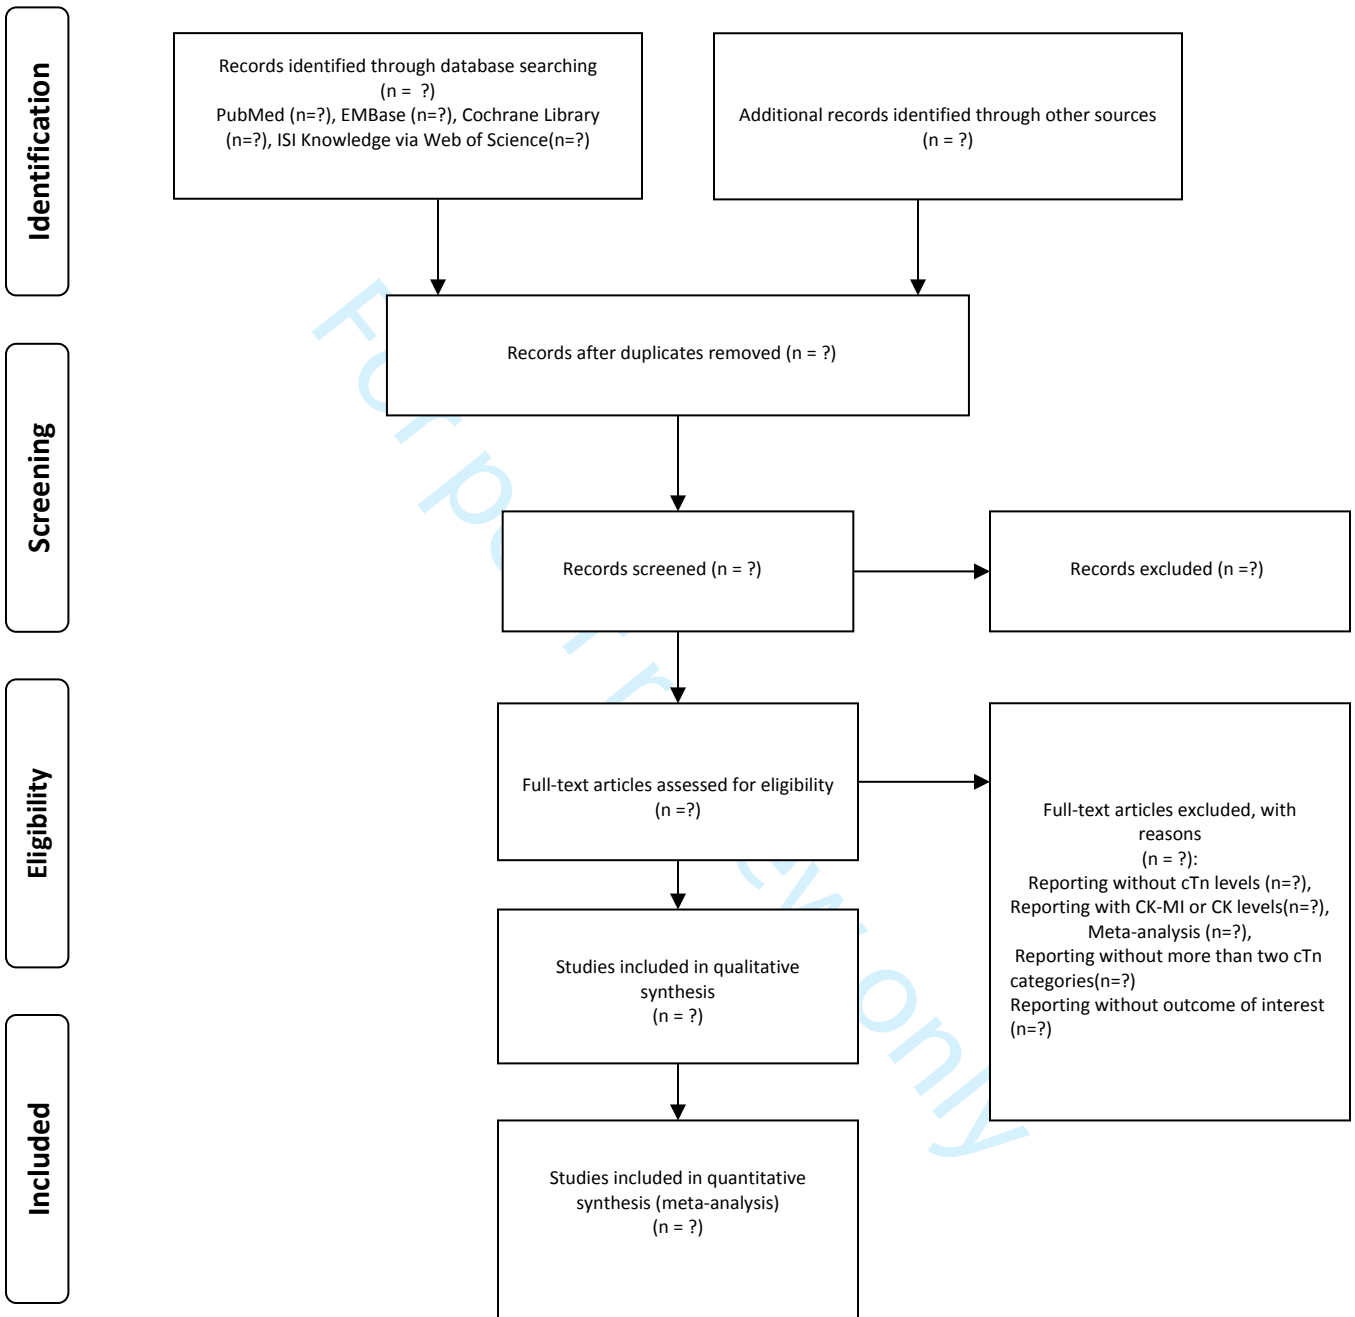 Identification
Records identified through database searching
(n = ?)
PubMed (n=?), EMBase (n=?), Cochrane Library
(n=?), ISI Knowledge via Web of Science(n=?)
Additional records identified through other sources
(n = ?)
Records after duplicates removed (n = ?)
Screening
Records screened (n = ?)
Records excluded (n =?)
Eligibility
Full-text articles assessed for eligibility
(n =?)
Full-text articles excluded, with
reasons
(n = ?):
Reporting without cTn levels (n=?),
Reporting with CK-MI or CK levels(n=?),
Meta-analysis (n=?),
Reporting without more than two cTn
categories(n=?)
Reporting without outcome of interest
(n=?)
Studies included in qualitative
synthesis
(n = ?)
Included
Studies included in quantitative
synthesis (meta-analysis)
(n = ?)
For peer review only